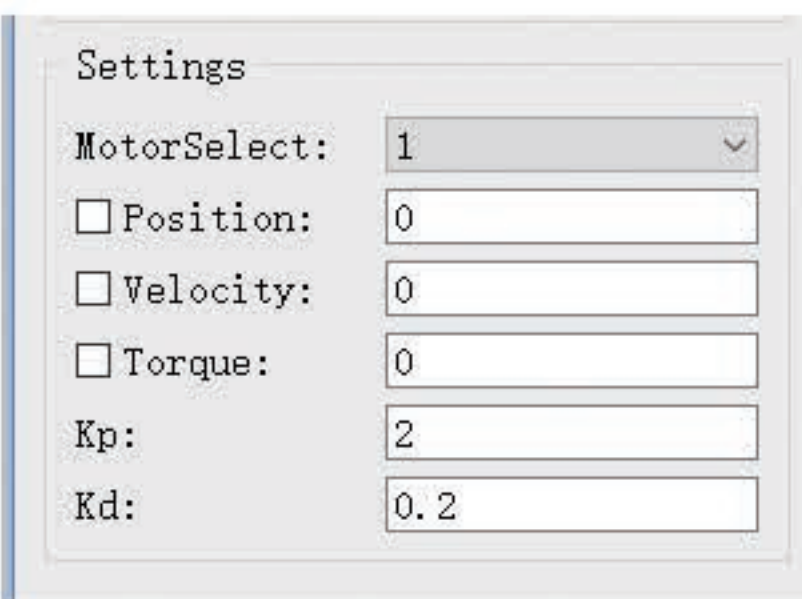 Settings
MotorSelect: 1
Position: 0
Velocity: 0
Torque: 0
Kp: 2
Kd: 0.2